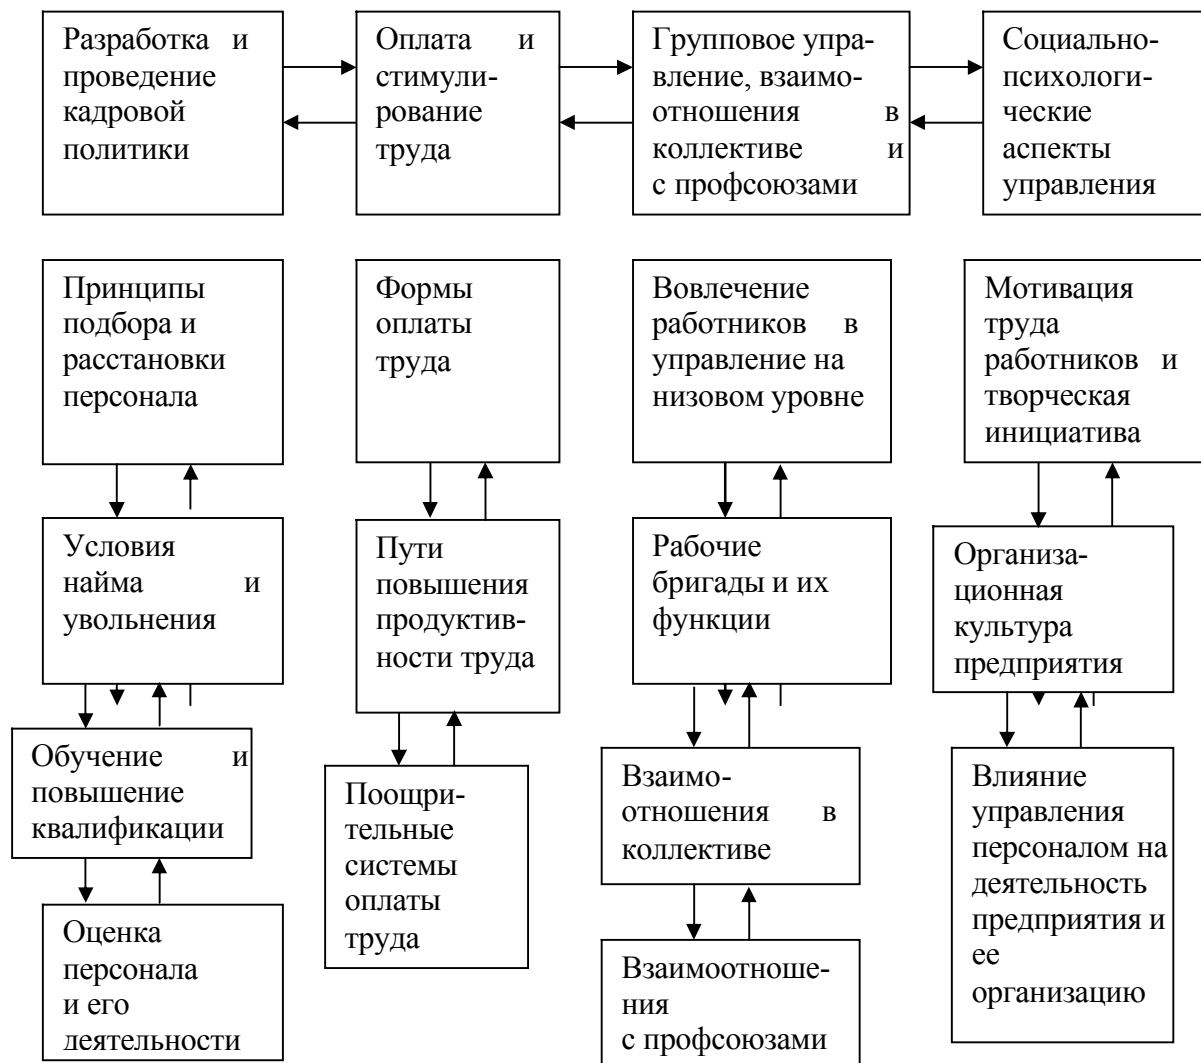 Разработка и
проведение
кадровой
политики
Оплата и
стимули-
рование
труда
Групповое упра-
вление, взаимо-
отношения в
коллективе и
с профсоюзами
Социально-
психологи-
ческие
аспекты
управления
Принципы
подбора и
расстановки
персонала
Формы
оплаты
труда
Вовлечение
работников в
управление на
низовом уровне
Мотивация
труда
работников и
творческая
инициатива
Условия
найма и
увольнения
Пути
повышения
продуктив-
ности труда
Рабочие
бригады и их
функции
Организа-
ционная
культура
предприятия
Обучение и
повышение
квалификации
Поощри-
тельные
системы
оплаты
труда
Взаимо-
отношения в
коллективе
Влияние
управления
персоналом на
деятельность
предприятия и
ее
организацию
Оценка
персонала
и его
деятельности
Взаимоотноше-
ния
с профсоюзами